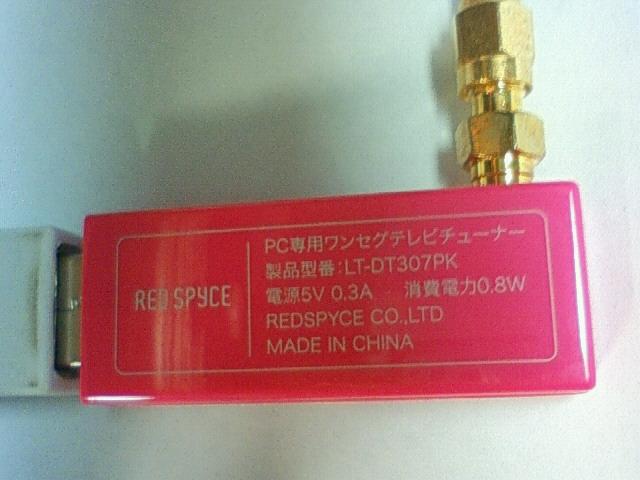 RED SPYCE
PC専用ワンセグテレビチューナー
製品型番:LT-DT307PK
電源5V 0.3A 消費電力0.8W
REDSPYCE CO.,LTD
MADE IN CHINA